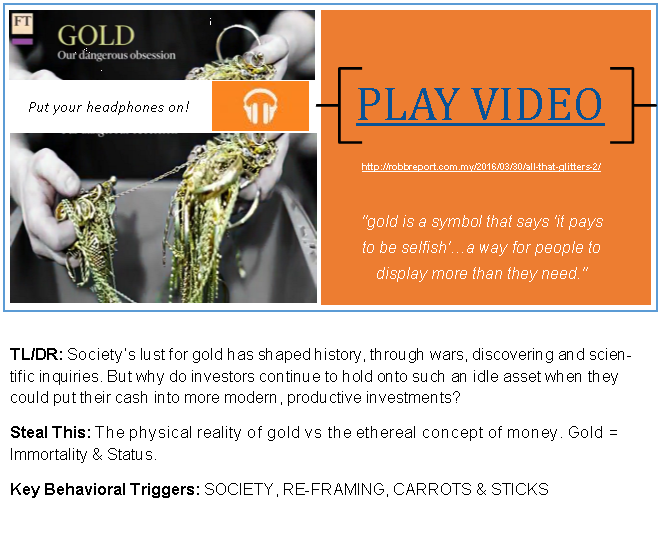 FT
GOLD
Our dangerous obsession
Put your headphones on!
PLAY VIDEO
http://robbreport.com.my/2016/03/30/all-that-glitters-2/
"gold is a symbol that says 'it pays
to be selfish'...a way for people to
display more than they need."
TL/DR: Society's lust for gold has shaped history, through wars, discovering and scien-
tific inquiries. But why do investors continue to hold onto such an idle asset when they
could put their cash into more modern, productive investments?
Steal This: The physical reality of gold vs the ethereal concept of money. Gold =
Immortality & Status.
Key Behavioral Triggers: SOCIETY, RE-FRAMING, CARROTS & STICKS